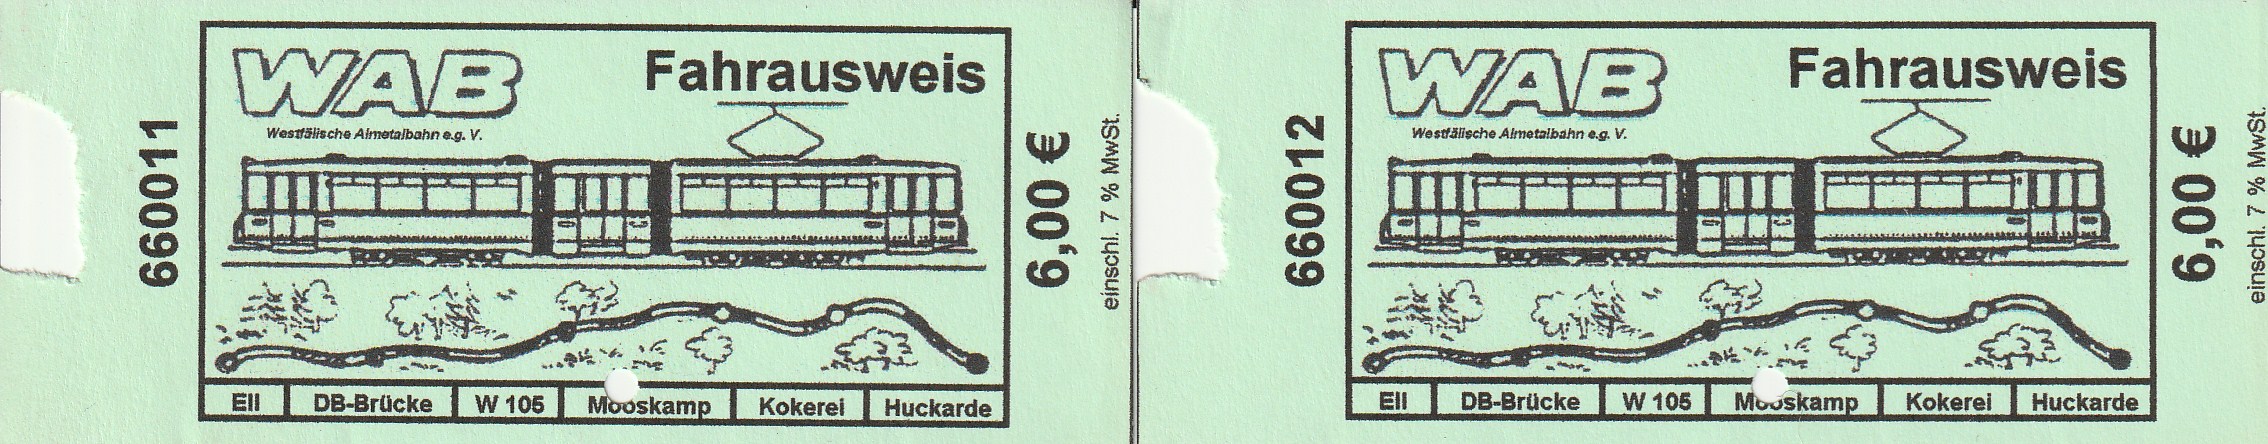 WAB
Westfälische Almetalbahn e.g. V.
Fahrausweis
660011
6,00 €
einschl. 7 % MwSt.
Ell DB-Brücke W 105 Mooskamp Kokerei Huckarde
WAB
Westfälische Almetalbahn e.g. V.
Fahrausweis
660012
6,00 €
einschl. 7 % MwSt.
Ell DB-Brücke W 105 Mooskamp Kokerei Huckarde